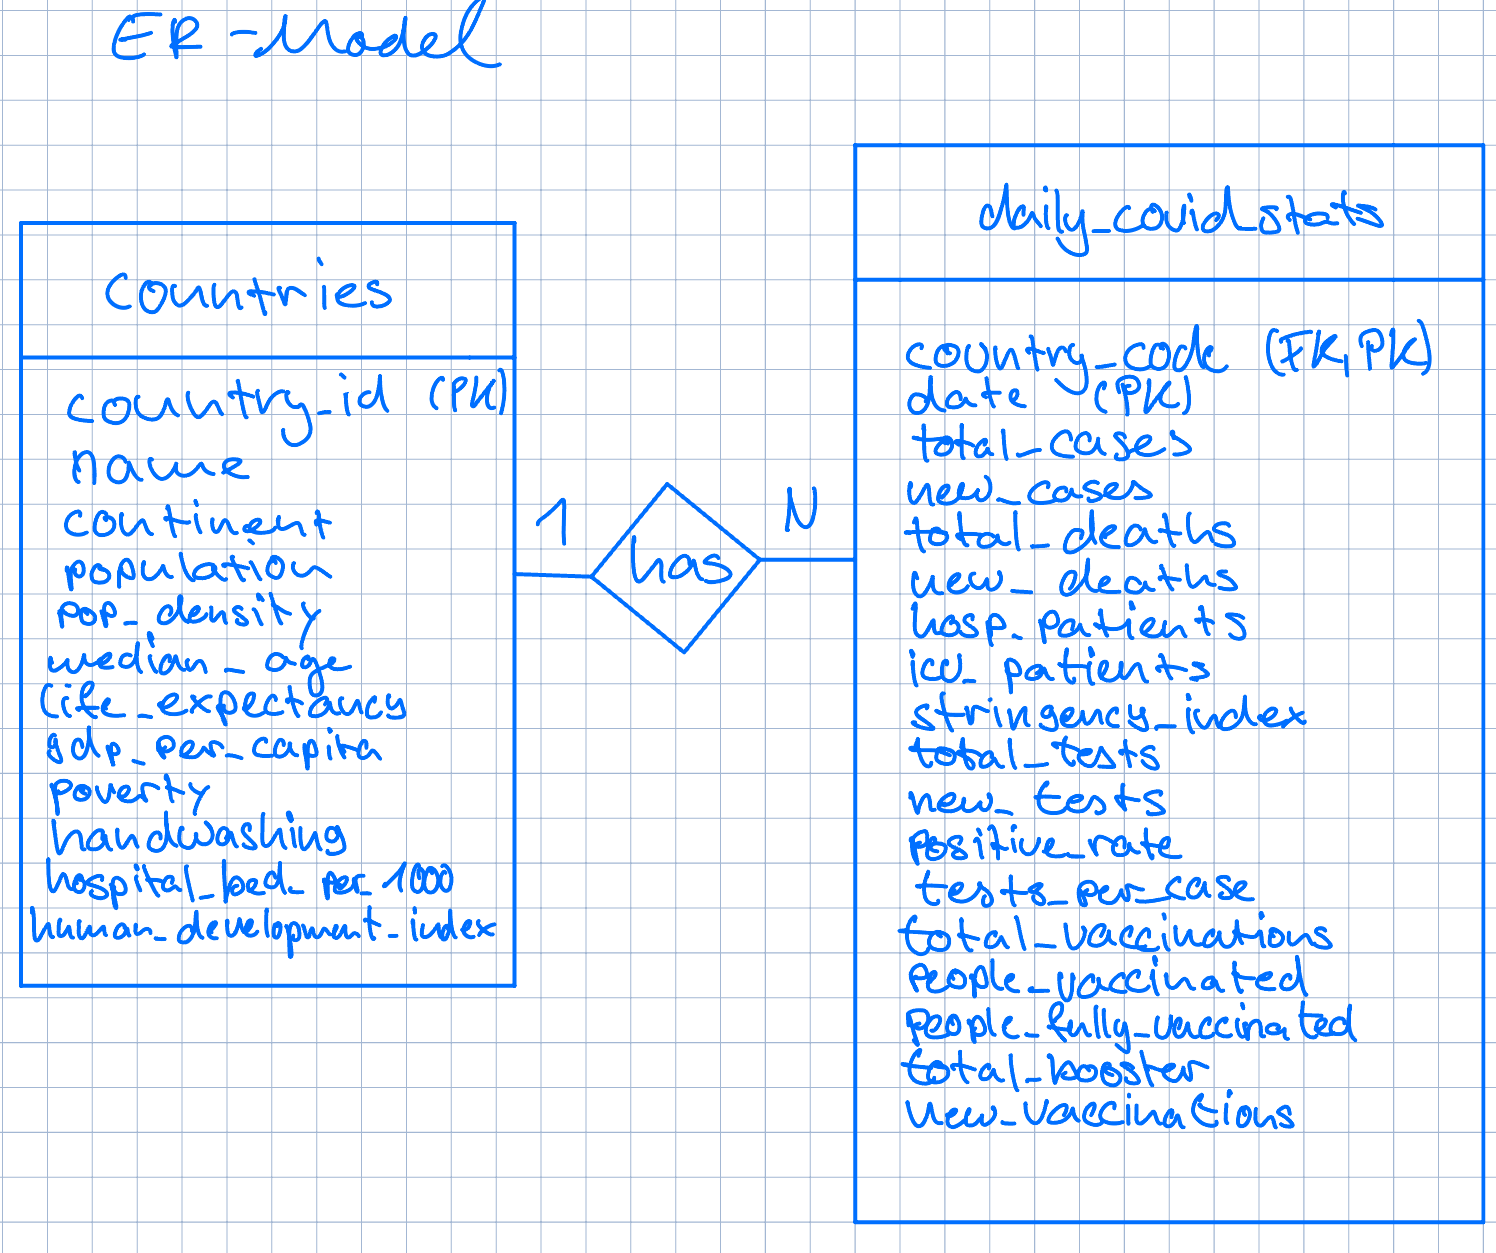 ER-Model
countries
country_id (PK)
name
continent
population
pop_density
median_age
life_expectancy
gdp_per_capita
poverty
handwashing
hospital_bed_per_1000
human_development_index
1
has
N
daily_covid_stats
country_code (FK, PK)
date (PK)
total_cases
new_cases
total_deaths
new_deaths
hosp_patients
icu_patients
stringency_index
total_tests
new_tests
positive_rate
tests_per_case
total_vaccinations
people_vaccinated
people_fully_vaccinated
total_booster
new_vaccinations